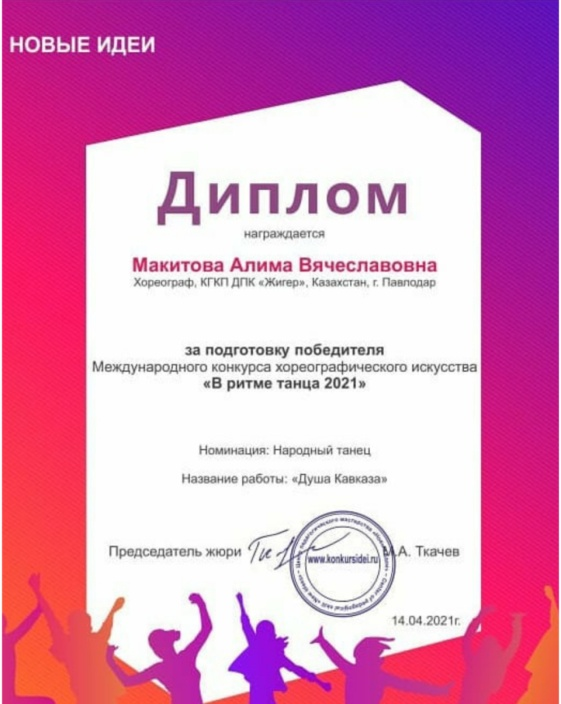 НОВЫЕ ИДЕИ
Диплом
награждается
Макитова Алима Вячеславовна
Хореограф, КГКП ДПК «Жигер», Казахстан, г. Павлодар
за подготовку победителя
Международного конкурса хореографического искусства
«В ритме танца 2021»
Номинация: Народный танец
Название работы: «Душа Кавказа»
Председатель жюри
М.А. Ткачев
www.konkursidei.ru
14.04.2021г.